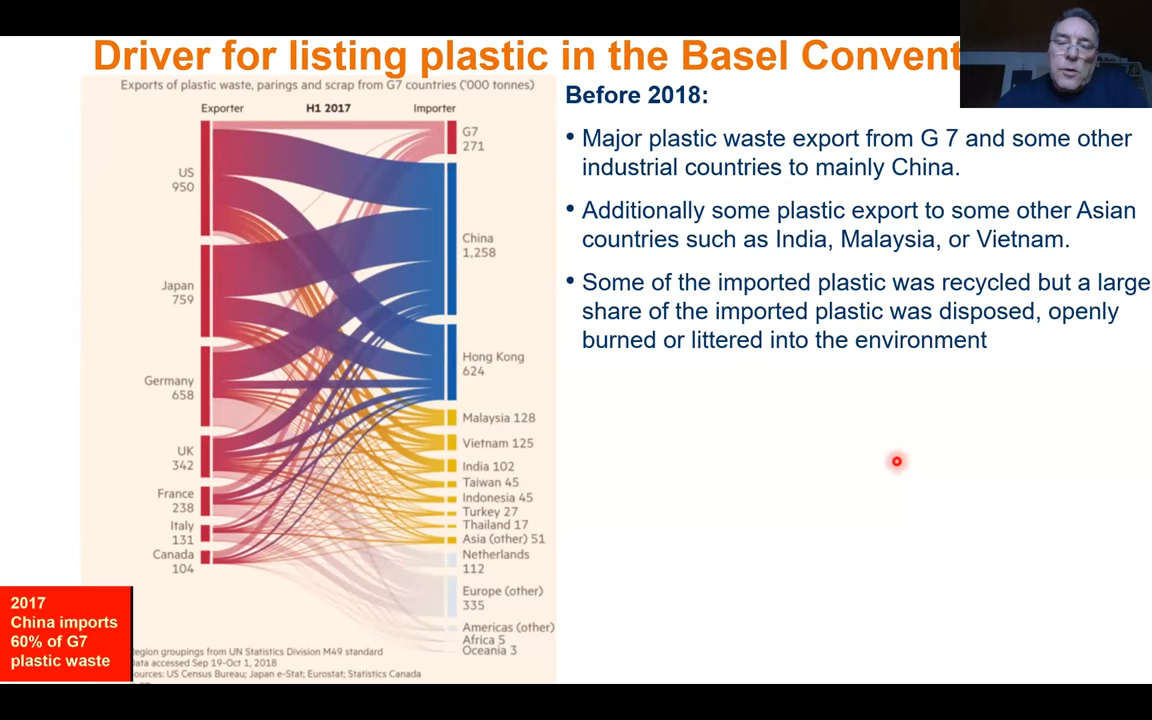 Driver for listing plastic in the Basel Convent
Exports of plastic waste, parings and scrap from G7 countries ('000 tonnes)
Exporter H1 2017 Importer
US
950
Japan
759
Germany
658
UK
342
France
238
Italy
131
Canada
104
G7
271
China
1,258
Hong Kong
624
Malaysia 128
Vietnam 125
India 102
Taiwan 45
Indonesia 45
Turkey 27
Thailand 17
Asia (other) 51
Netherlands
112
Europe (other)
335
Americas (other)
Africa 5
Oceania 3
egion groupings from UN Statistics Division M49 standard
ata accessed Sep 19-Oct 1, 2018
ources: US Census Bureau; Japan e-Stat; Eurostat; Statistics Canada
2017
China imports
60% of G7
plastic waste
Before 2018:
• Major plastic waste export from G 7 and some other
industrial countries to mainly China.
• Additionally some plastic export to some other Asian
countries such as India, Malaysia, or Vietnam.
• Some of the imported plastic was recycled but a large
share of the imported plastic was disposed, openly
burned or littered into the environment